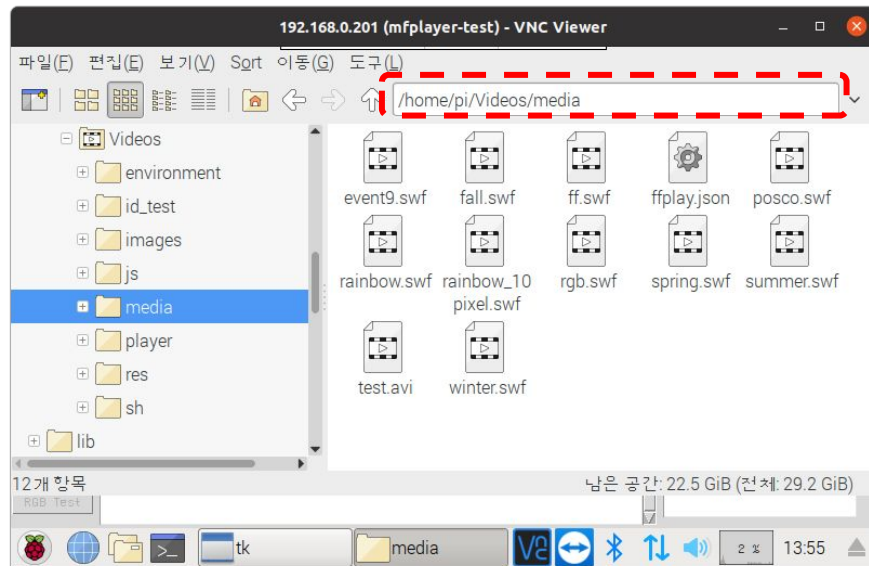 192.168.0.201 (mfplayer-test) - VNC Viewer
파일(F) 편집(E) 보기(V) Sort 이동(G) 도구(L)
/home/pi/Videos/media
Videos
environment
id_test
images
js
media
player
res
sh
lib
event9.swf fall.swf ff.swf ffplay.json posco.swf
rainbow.swf rainbow_10 rgb.swf spring.swf summer.swf
pixel.swf
test.avi winter.swf
12개 항목 남은 공간: 22.5 GiB (전체: 29.2 GiB)
RGB Test
tk media 2 % 13:55